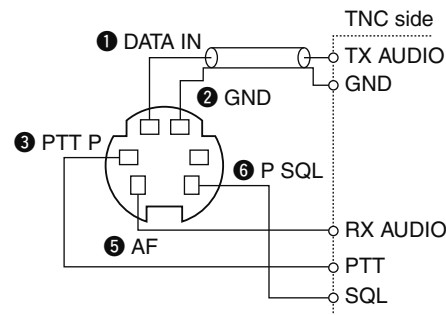 TNC side
❶ DATA IN
TX AUDIO
❷ GND
GND
❸ PTT P
❻ P SQL
❺ AF
RX AUDIO
PTT
SQL